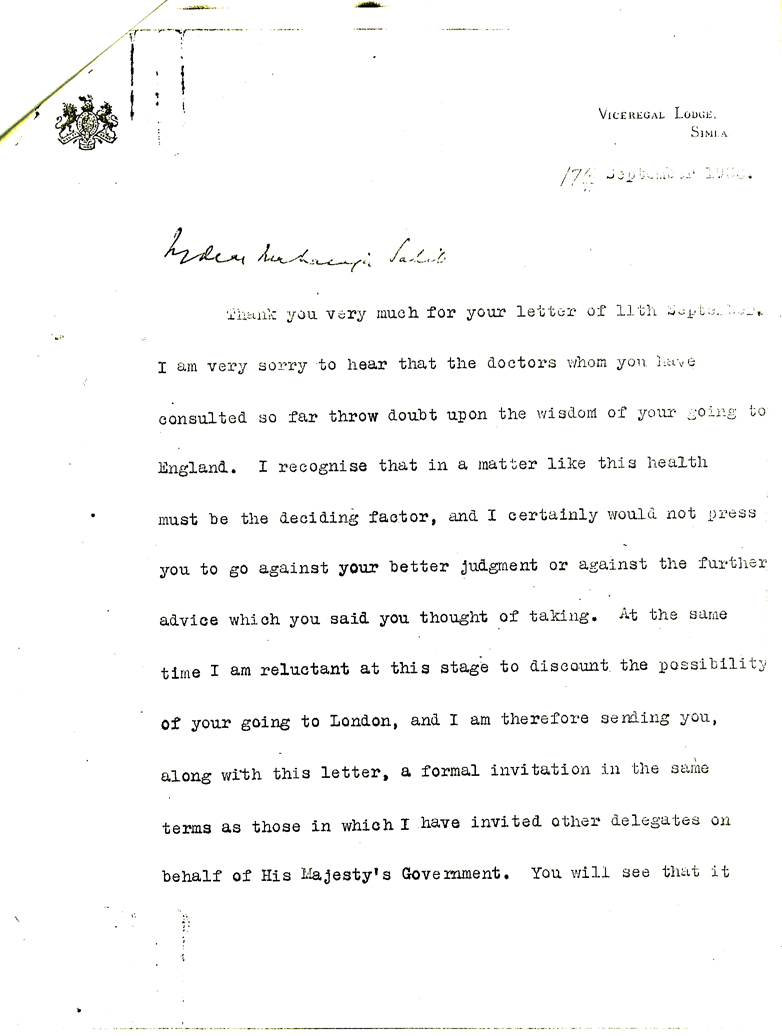 VICEREGAL LODGE,
SIMLA
17th September
My dear Sahib
Thank you very much for your letter of 11th September.
I am very sorry to hear that the doctors whom you have
consulted so far throw doubt upon the wisdom of your going to
England. I recognise that in a matter like this health
must be the deciding factor, and I certainly would not press
you to go against your better judgment or against the further
advice which you said you thought of taking. At the same
time I am reluctant at this stage to discount the possibility
of your going to London, and I am therefore sending you,
along with this letter, a formal invitation in the same
terms as those in which I have invited other delegates on
behalf of His Majesty's Government. You will see that it